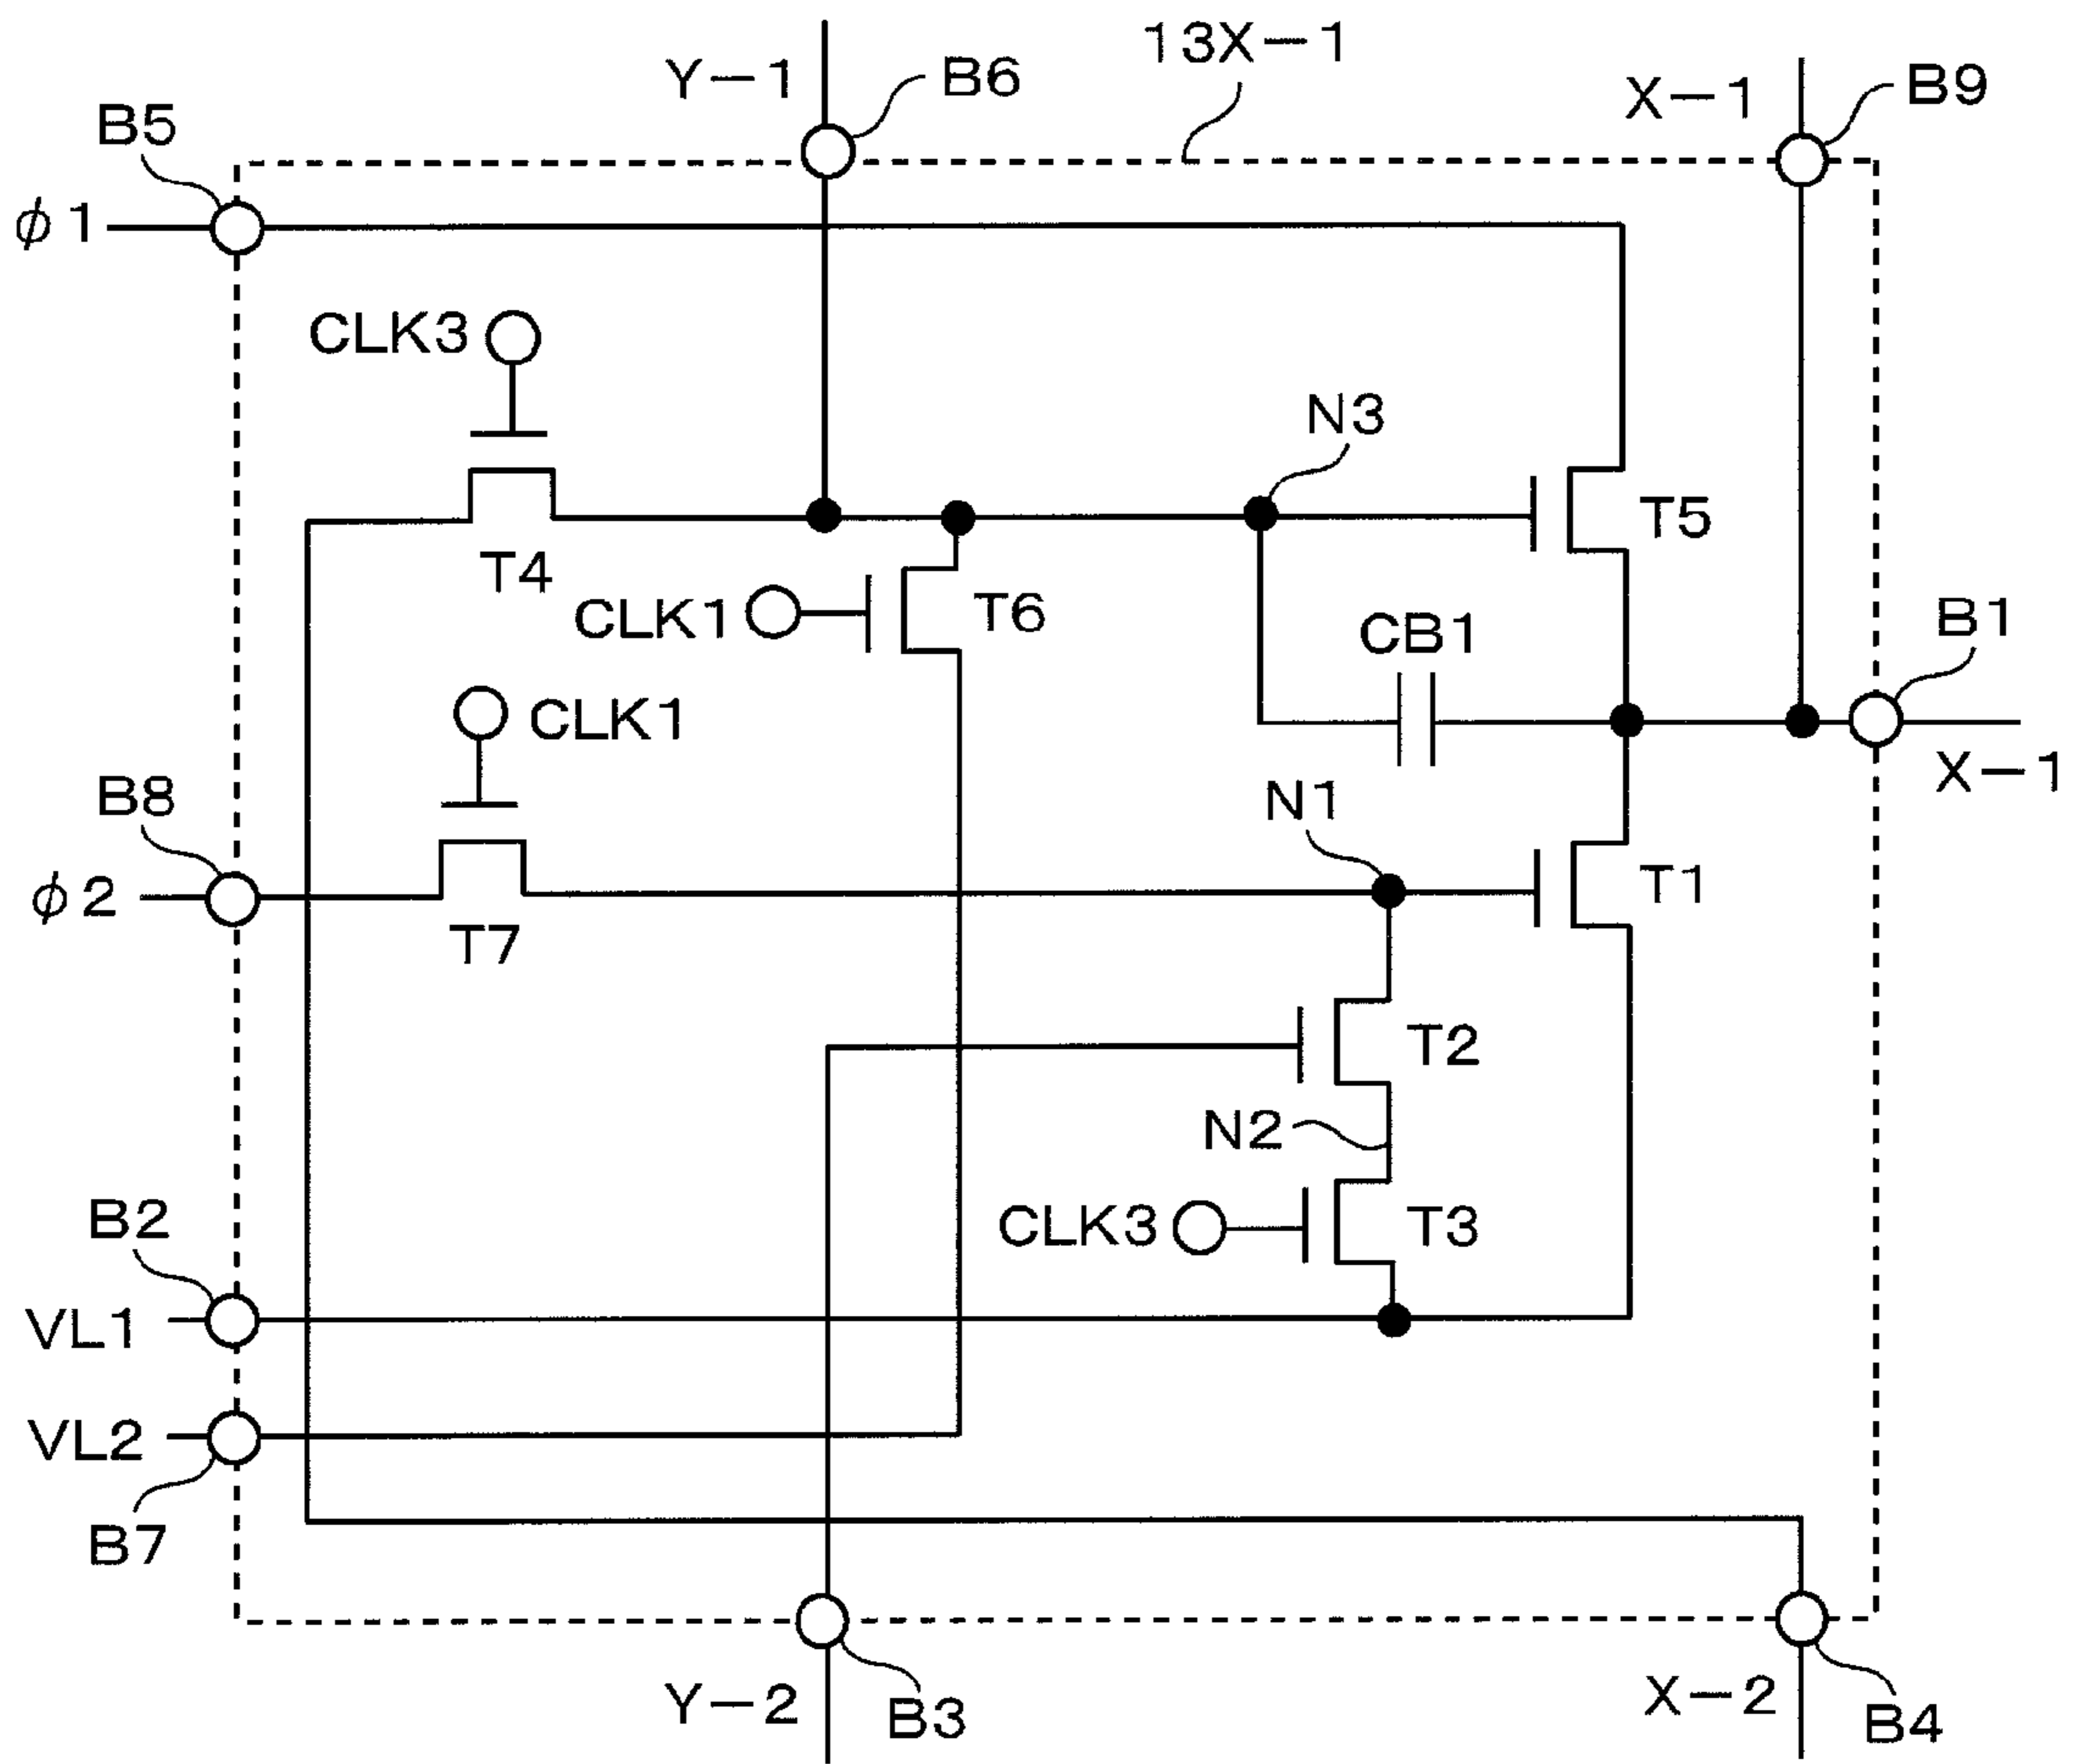 13X−1
Y−1
B6
X−1
B9
B5
ϕ1
CLK3
N3
T5
T4
CLK1
T6
CB1
B1
CLK1
X−1
B8
N1
T1
ϕ2
T7
T2
N2
B2
CLK3
T3
VL1
VL2
B7
Y−2
B3
X−2
B4